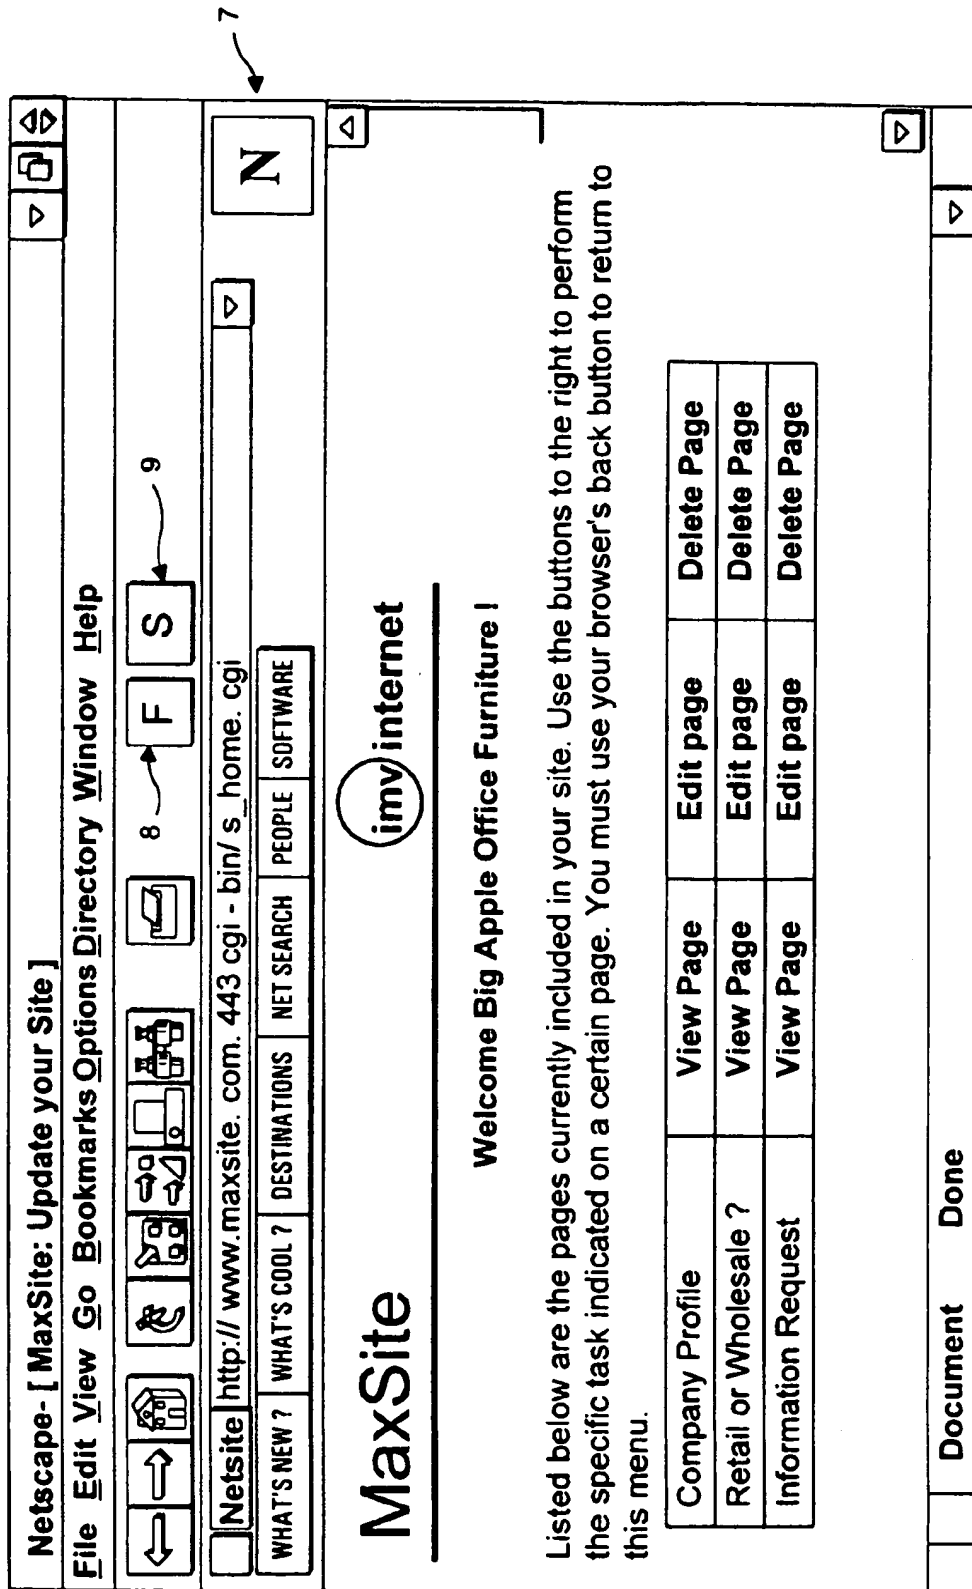 7
Netscape- [ MaxSite: Update your Site ]
File Edit View Go Bookmarks Options Directory Window Help
8 F S 9
Netsite http:// www.maxsite. com. 443 cgi - bin/ s_home. cgi
N
WHAT'S NEW ? WHAT'S COOL ? DESTINATIONS NET SEARCH PEOPLE SOFTWARE
MaxSite imv internet
Welcome Big Apple Office Furniture !
Listed below are the pages currently included in your site. Use the buttons to the right to perform
the specific task indicated on a certain page. You must use your browser's back button to return to
this menu.
Company Profile View Page Edit page Delete Page
Retail or Wholesale ? View Page Edit page Delete Page
Information Request View Page Edit page Delete Page
Document Done